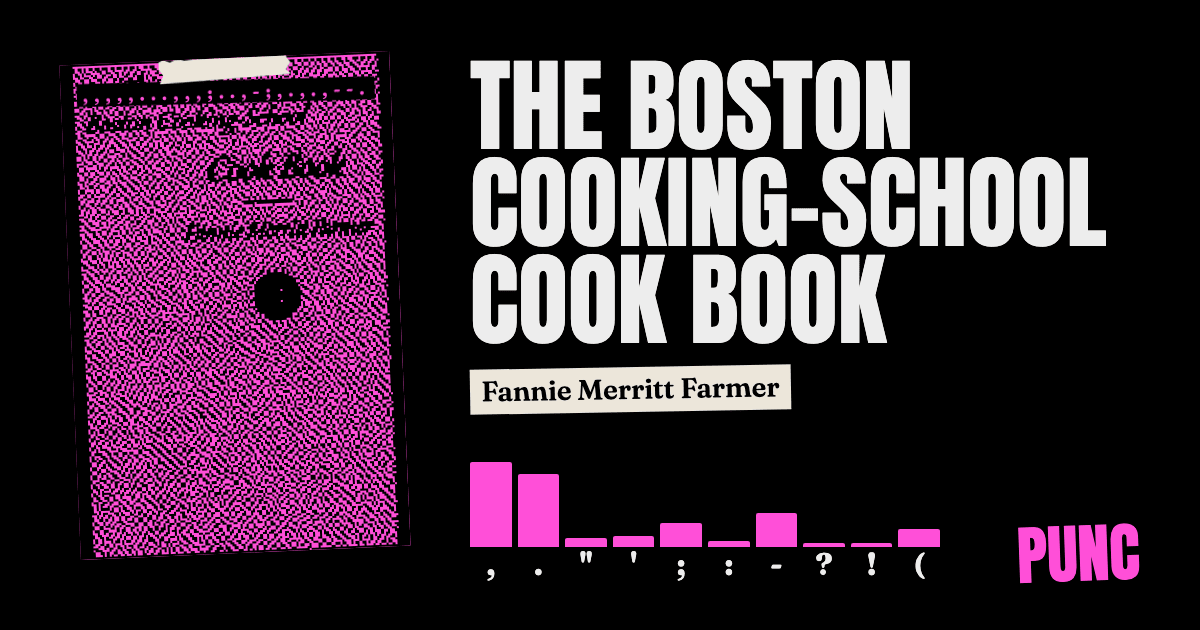 Boston Cooking-School
Cook Book
Fannie Merritt Farmer
THE BOSTON
COOKING-SCHOOL
COOK BOOK
Fannie Merritt Farmer
, . " ' ; : - ? ! (
PUNC